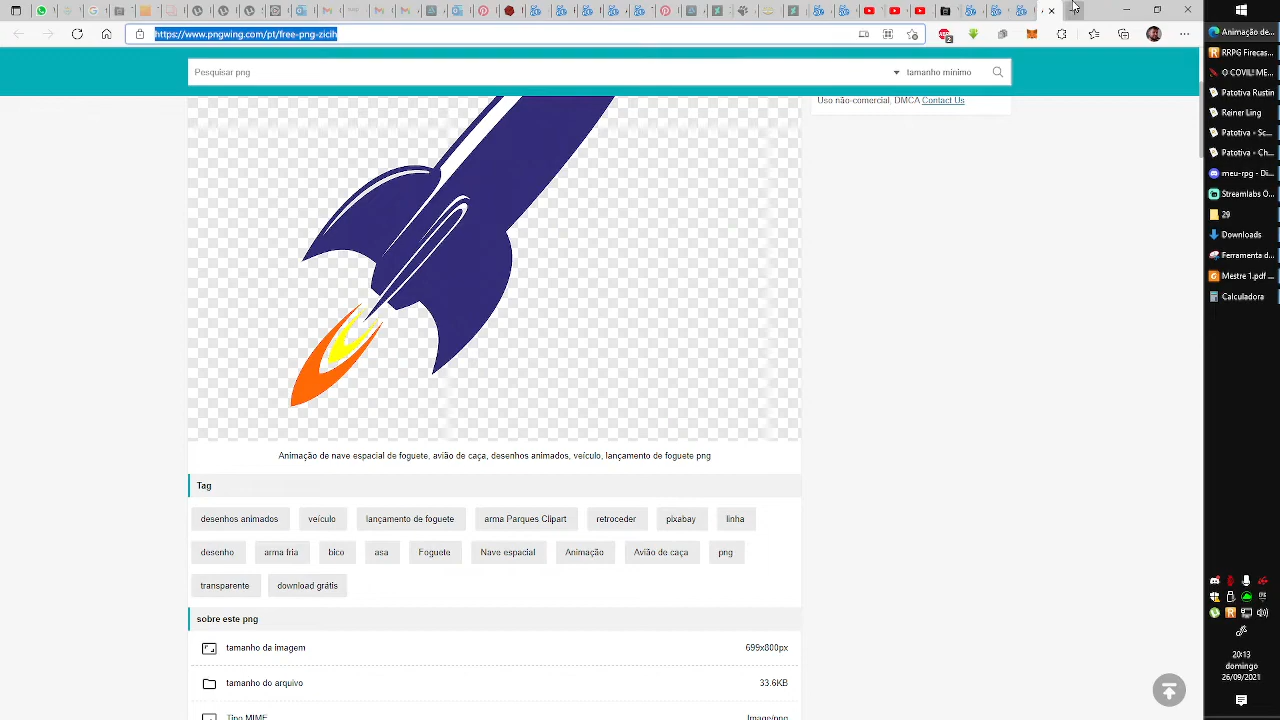 https://www.pngwing.com/pt/free-png-zicih
Pesquisar png
tamanho mínimo
Uso não-comercial, DMCA Contact Us
Animação de nave espacial de foguete, avião de caça, desenhos animados, veículo, lançamento de foguete png
Tag
desenhos animados
veículo
lançamento de foguete
arma Parques Clipart
retroceder
pixabay
linha
desenho
arma fria
bico
asa
Foguete
Nave espacial
Animação
Avião de caça
png
transparente
download grátis
sobre este png
tamanho da imagem
699x800px
tamanho do arquivo
33.6KB
Tipo MIME
Image/png
Animação de...
RRPG Firecas...
O COVIL! ME...
Patotiva Rustin
Reiner Ling
Patotiva » Sc...
Patotiva » Ch...
meu-rpg - Di...
Streamlabs O...
29
Downloads
Ferramenta d...
Mestre 1.pdf ...
Calculadora
20:13
domingo
26/09/2021